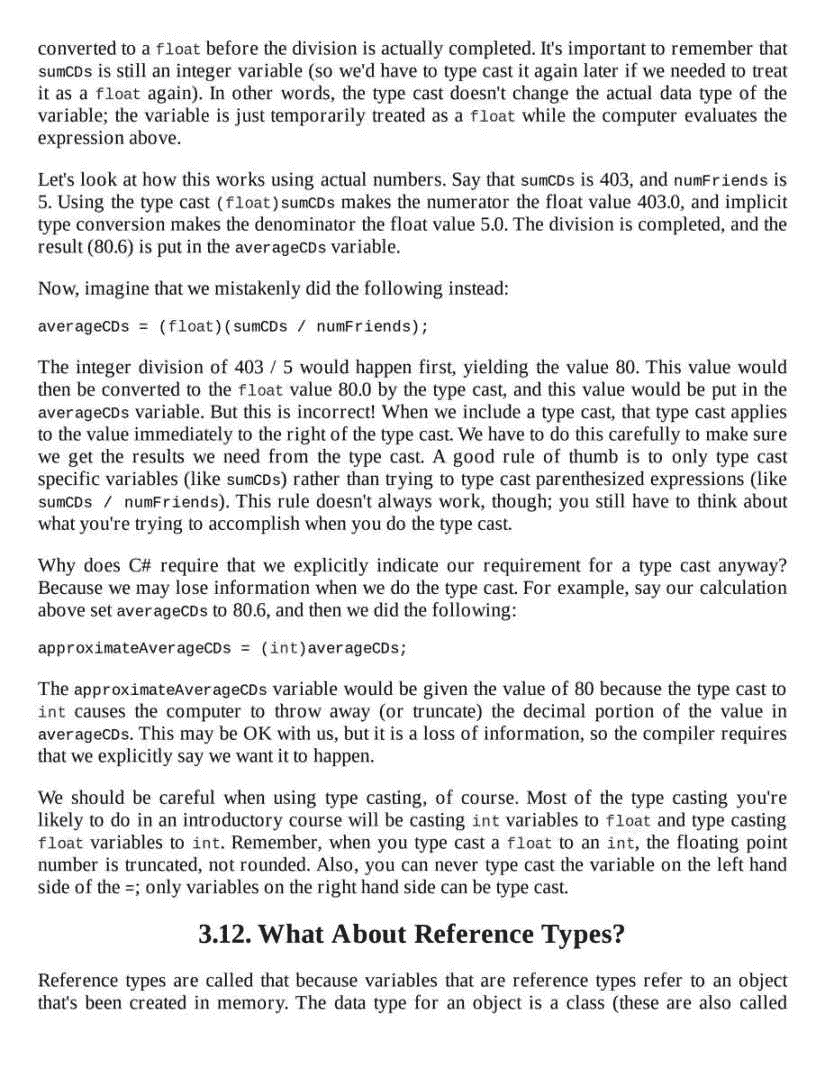 converted to a float before the division is actually completed. It's important to remember that
sumCDs is still an integer variable (so we'd have to type cast it again later if we needed to treat
it as a float again). In other words, the type cast doesn't change the actual data type of the
variable; the variable is just temporarily treated as a float while the computer evaluates the
expression above.
Let's look at how this works using actual numbers. Say that sumCDs is 403, and numFriends is
5. Using the type cast (float)sumCDs makes the numerator the float value 403.0, and implicit
type conversion makes the denominator the float value 5.0. The division is completed, and the
result (80.6) is put in the averageCDs variable.
Now, imagine that we mistakenly did the following instead:
averageCDs = (float)(sumCDs / numFriends);
The integer division of 403 / 5 would happen first, yielding the value 80. This value would
then be converted to the float value 80.0 by the type cast, and this value would be put in the
averageCDs variable. But this is incorrect! When we include a type cast, that type cast applies
to the value immediately to the right of the type cast. We have to do this carefully to make sure
we get the results we need from the type cast. A good rule of thumb is to only type cast
specific variables (like sumCDs) rather than trying to type cast parenthesized expressions (like
sumCDs / numFriends). This rule doesn't always work, though; you still have to think about
what you're trying to accomplish when you do the type cast.
Why does C# require that we explicitly indicate our requirement for a type cast anyway?
Because we may lose information when we do the type cast. For example, say our calculation
above set averageCDs to 80.6, and then we did the following:
approximateAverageCDs = (int)averageCDs;
The approximateAverageCDs variable would be given the value of 80 because the type cast to
int causes the computer to throw away (or truncate) the decimal portion of the value in
averageCDs. This may be OK with us, but it is a loss of information, so the compiler requires
that we explicitly say we want it to happen.
We should be careful when using type casting, of course. Most of the type casting you're
likely to do in an introductory course will be casting int variables to float and type casting
float variables to int. Remember, when you type cast a float to an int, the floating point
number is truncated, not rounded. Also, you can never type cast the variable on the left hand
side of the =; only variables on the right hand side can be type cast.
3.12. What About Reference Types?
Reference types are called that because variables that are reference types refer to an object
that's been created in memory. The data type for an object is a class (these are also called